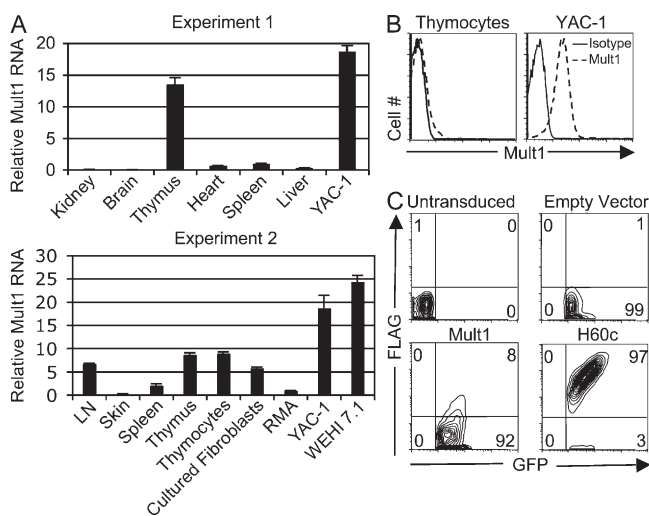 A
Experiment 1
Relative Mult1 RNA
20
15
10
5
0
Kidney
Brain
Thymus
Heart
Spleen
Liver
YAC-1
Experiment 2
Relative Mult1 RNA
30
25
20
15
10
5
0
LN
Skin
Spleen
Thymus
Thymocytes
Cultured Fibroblasts
RMA
YAC-1
WEHI 7.1
B
Thymocytes
YAC-1
Isotype
Mult1
Cell #
Mult1
C
Untransduced
Empty Vector
1 0
0
0 1
0 99
Mult1
H60c
0 8
0 92
0 97
0 3
FLAG
GFP